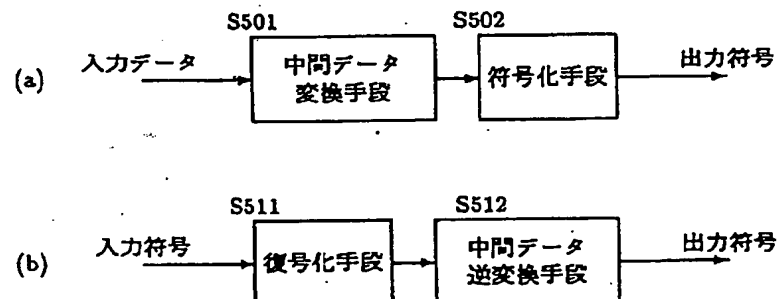 S501
S502
(a)
入力データ
中間データ
変換手段
符号化手段
出力符号
S511
S512
(b)
入力符号
復号化手段
中間データ
逆変換手段
出力符号